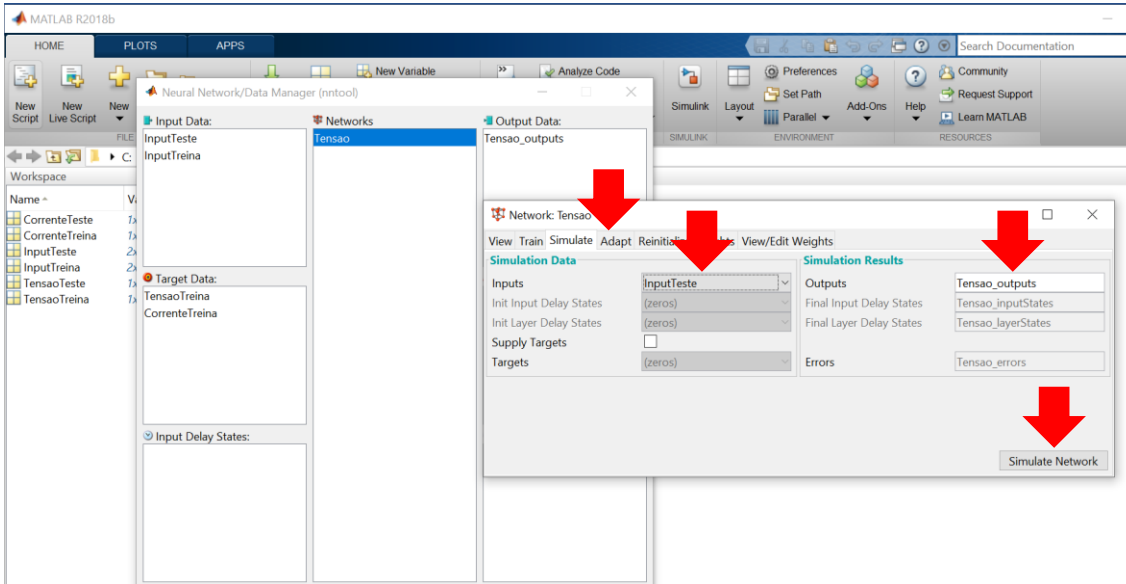 MATLAB R2018b
HOME PLOTS APPS
Search Documentation
New Variable
Analyze Code
Preferences
Community
Set Path
Request Support
New Script
New Live Script
New
Simulink
Layout
Parallel
Add-Ons
Help
Learn MATLAB
FILE
SIMULINK
ENVIRONMENT
RESOURCES
C:
Workspace
Name
CorrenteTeste
CorrenteTreina
InputTeste
InputTreina
TensaoTeste
TensaoTreina
Neural Network/Data Manager (nntool)
Input Data:
InputTeste
InputTreina
Networks
Tensao
Output Data:
Tensao_outputs
Target Data:
TensaoTreina
CorrenteTreina
Input Delay States:
Network: Tensao
View Train Simulate Adapt View/Edit Weights
Simulation Data
Inputs InputTeste
Init Input Delay States (zeros)
Init Layer Delay States (zeros)
Supply Targets
Targets (zeros)
Simulation Results
Outputs Tensao_outputs
Final Input Delay States Tensao_inputStates
Final Layer Delay States Tensao_layerStates
Errors Tensao_errors
Simulate Network